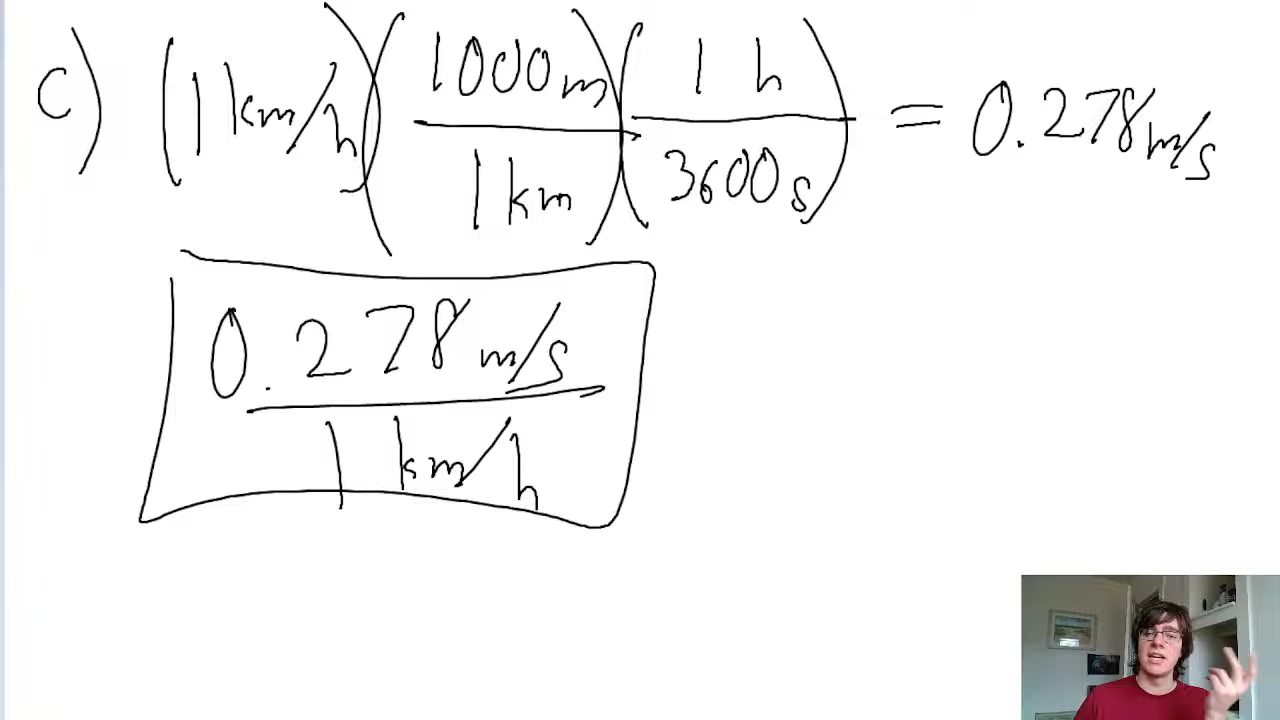 c) (1 km/h) (1000 m / 1 km) (1 h / 3600 s) = 0.278 m/s
0.278 m/s
1 km/h